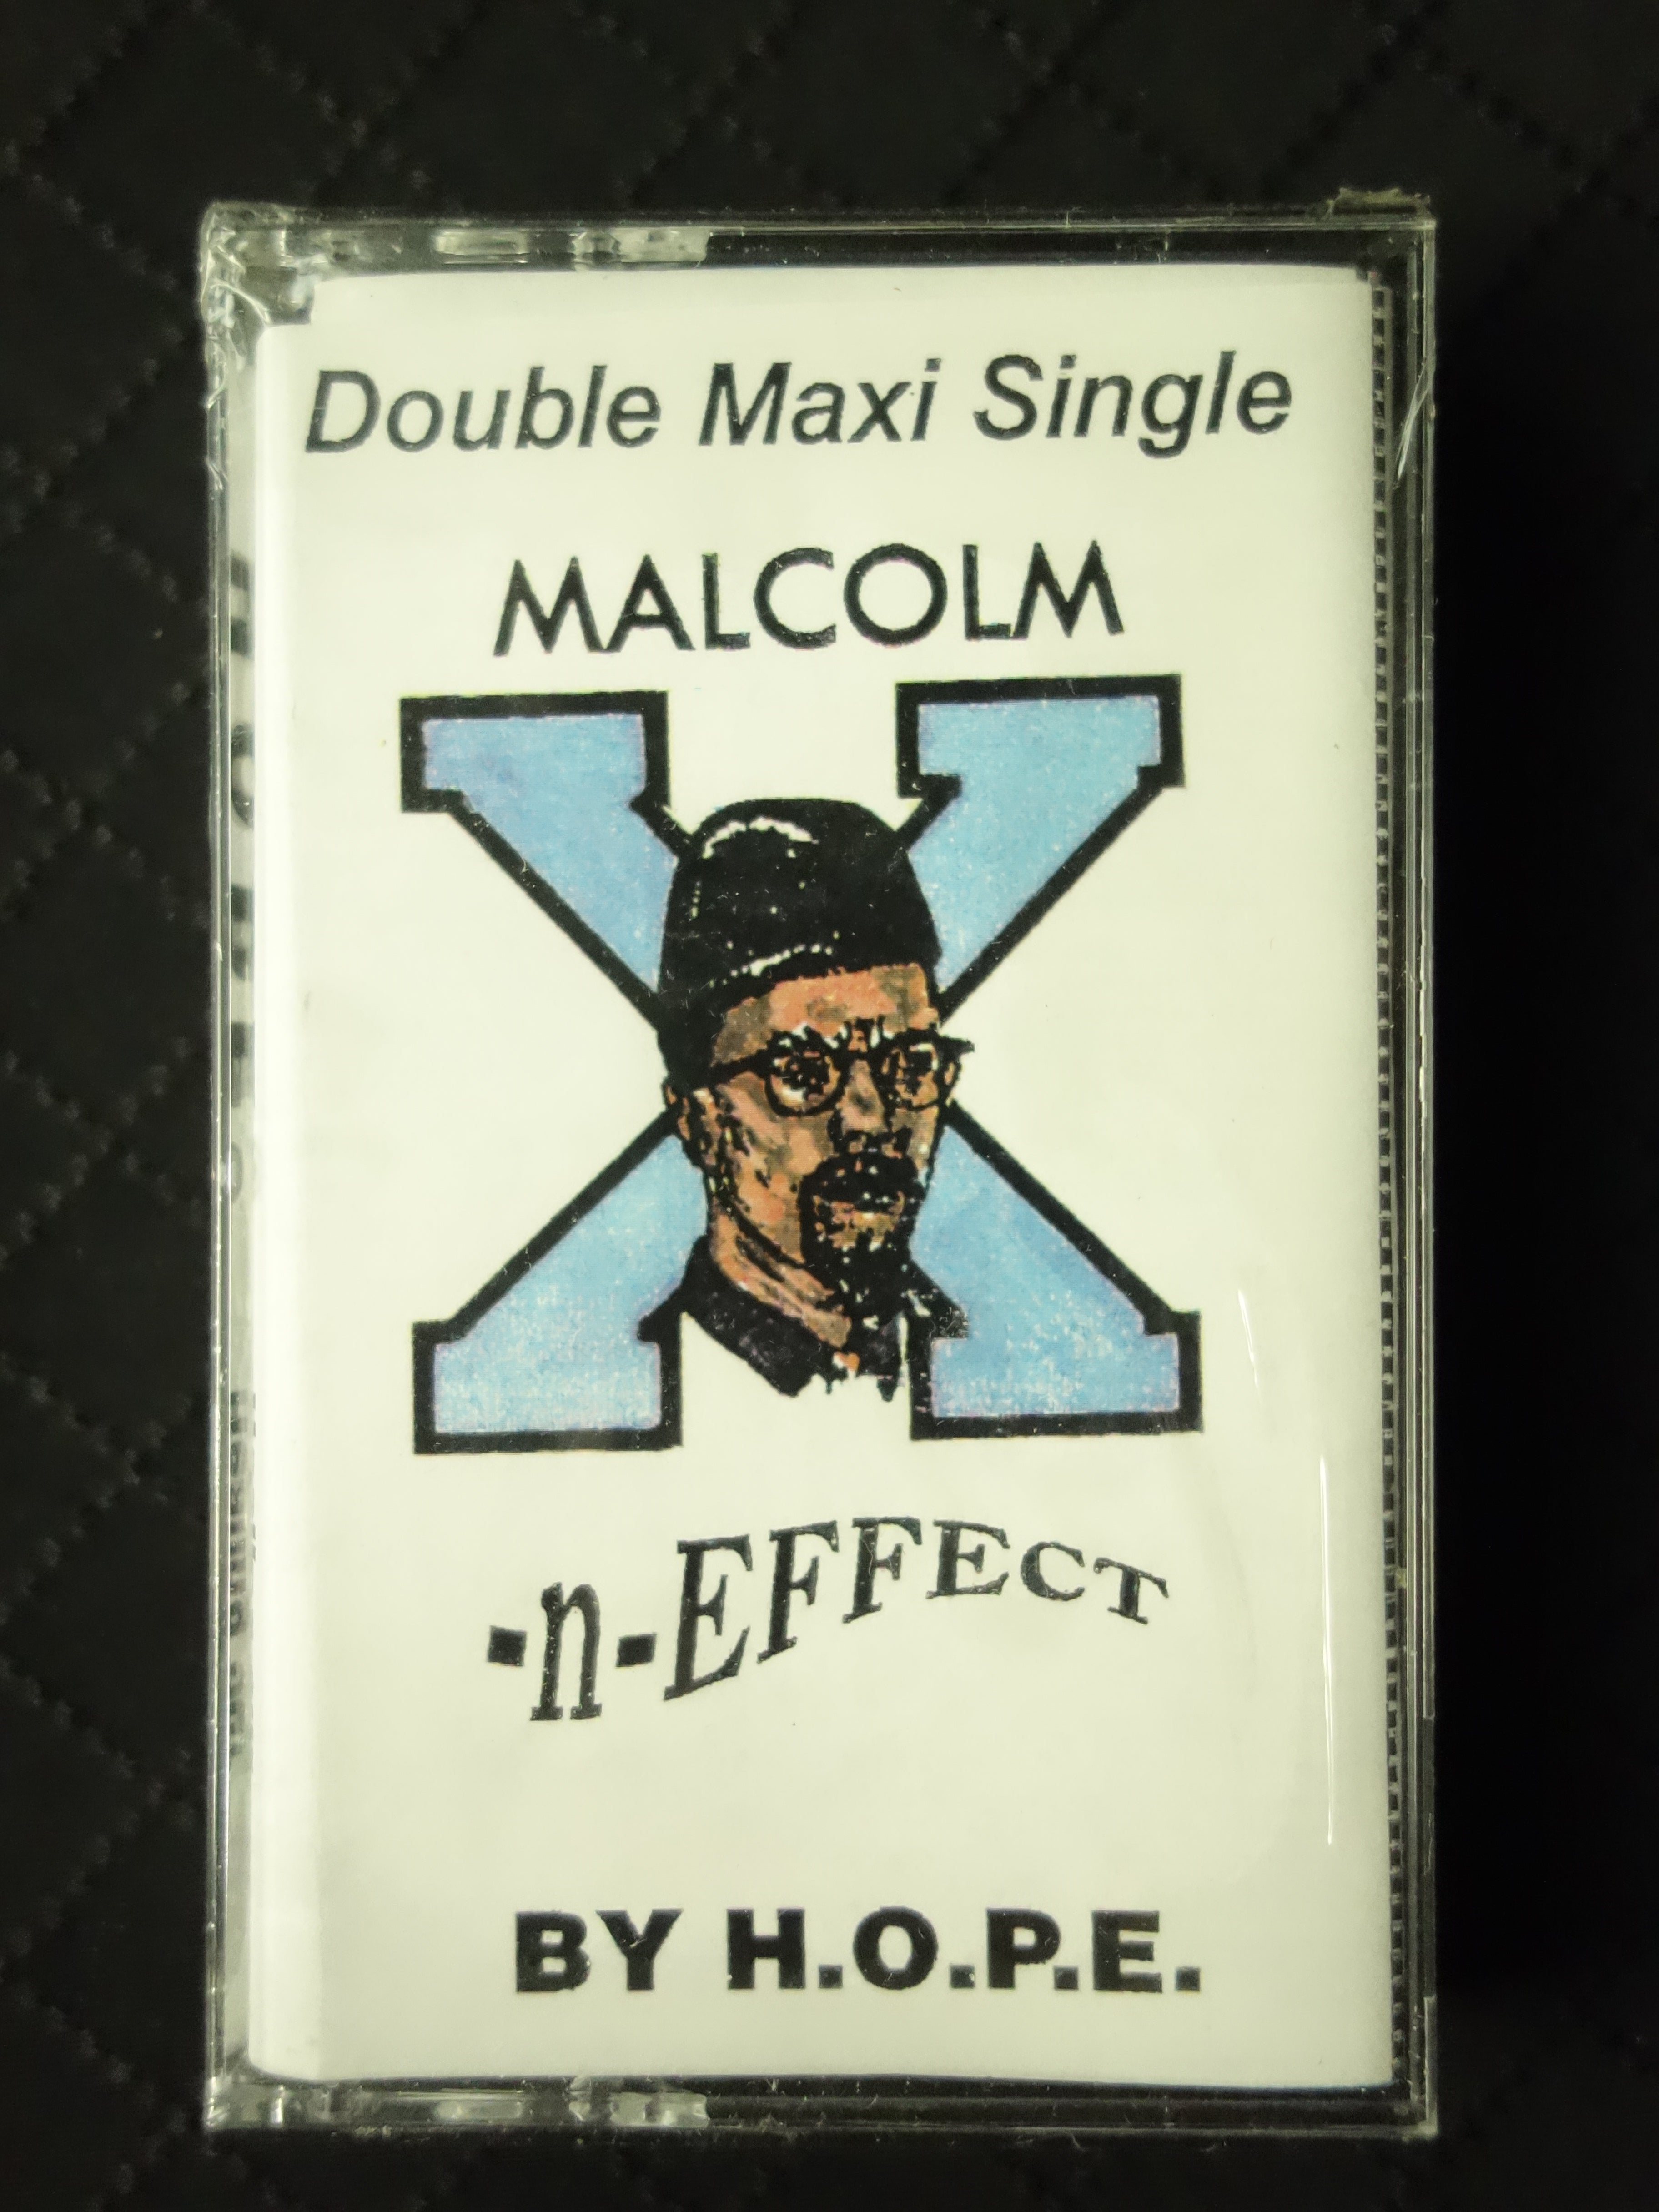 Double Maxi Single
MALCOLM
X
-n-EFFECT
BY H.O.P.E.